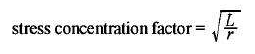 stress concentration factor = √(L/r)